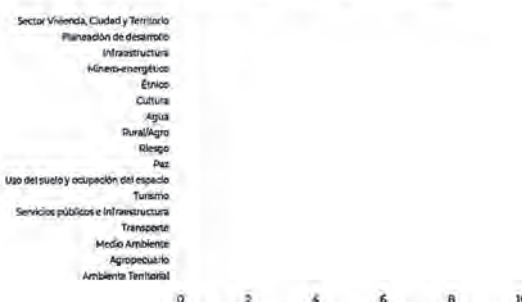 Sector Vivienda, Ciudad y Territorio
Planeación de desarrollo
Infraestructura
Minero-energético
Étnico
Cultura
Agua
Rural/Agro
Riesgo
Paz
Uso del suelo y ocupación del espacio
Turismo
Servicios públicos e Infraestructura
Transporte
Medio Ambiente
Agropecuario
Ambiente Territorial
0 2 4 6 8 10